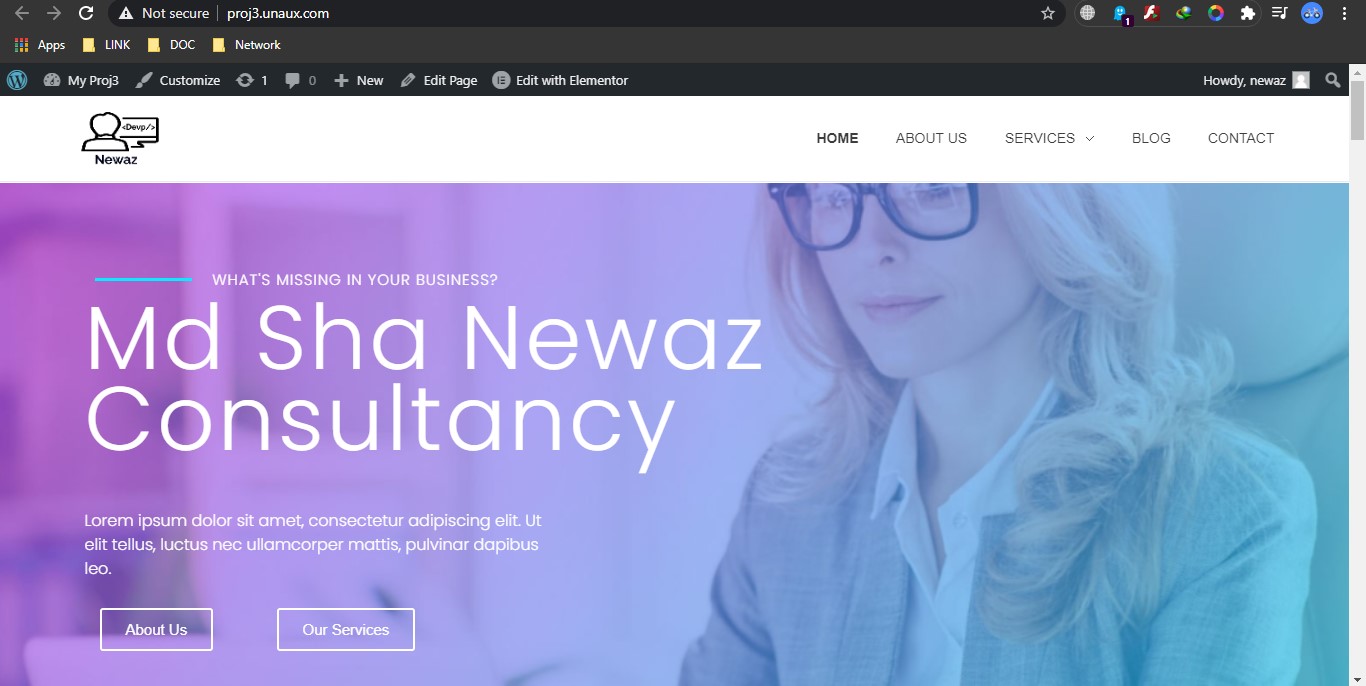 Not secure proj3.unaux.com
1
Apps LINK DOC Network
My Proj3 Customize 1 0 New Edit Page Edit with Elementor Howdy, newaz
<Devp/>
Newaz
HOME ABOUT US SERVICES BLOG CONTACT
WHAT'S MISSING IN YOUR BUSINESS?
Md Sha Newaz
Consultancy
Lorem ipsum dolor sit amet, consectetur adipiscing elit. Ut
elit tellus, luctus nec ullamcorper mattis, pulvinar dapibus
leo.
About Us Our Services